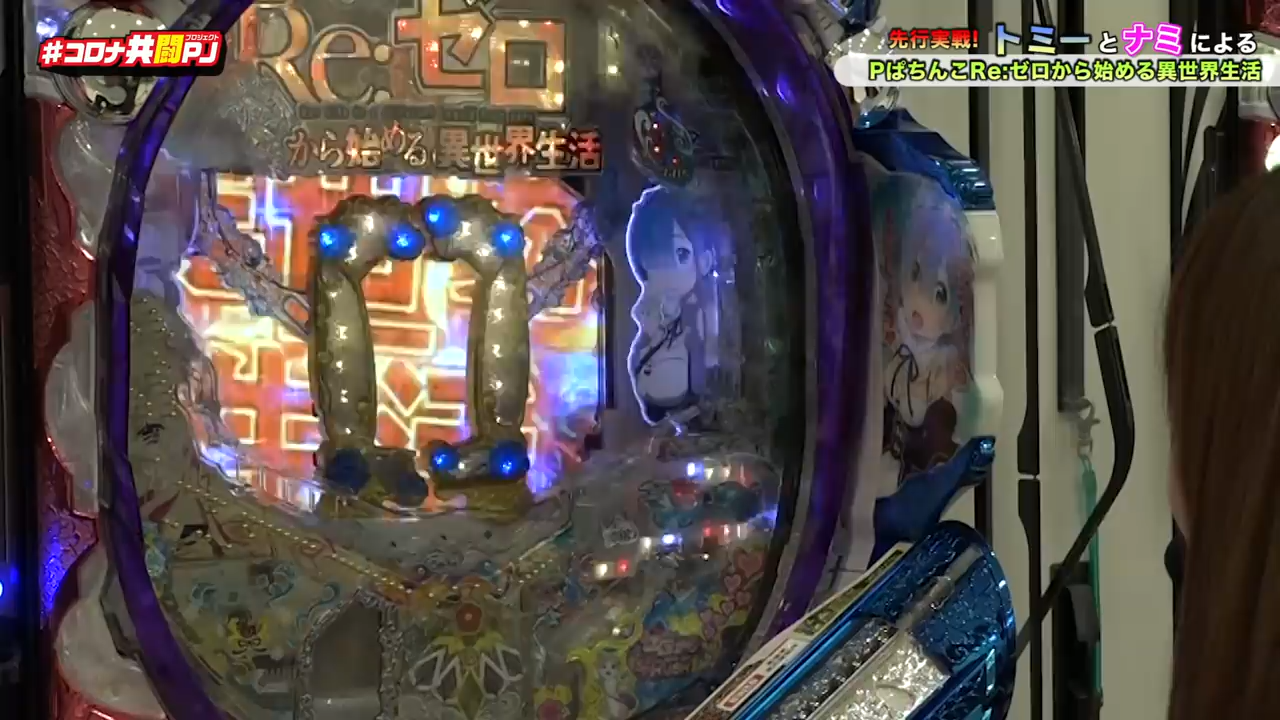 #コロナ共闘PJ
プロジェクト
先行実戦! トミーとナミによる
PぱちんこRe:ゼロから始める異世界生活
Re:ゼロ
から始める異世界生活